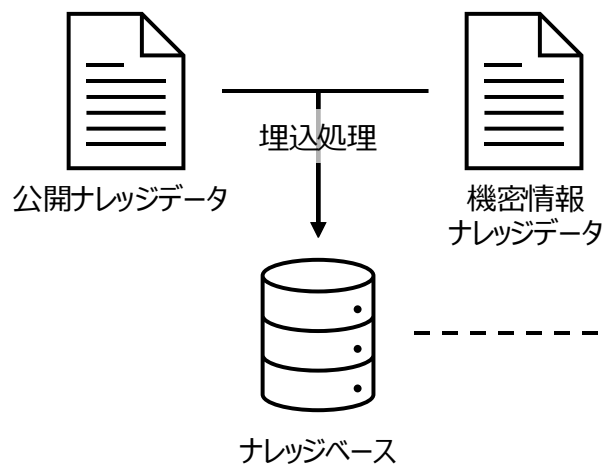 埋込処理
公開ナレッジデータ
機密情報
ナレッジデータ
ナレッジベース